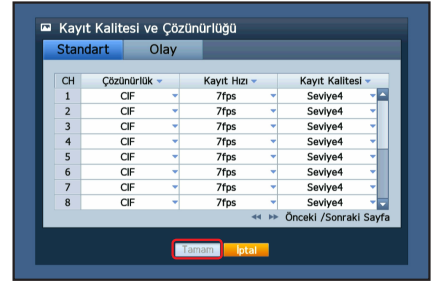 Kayıt Kalitesi ve Çözünürlüğü
Standart Olay
CH Çözünürlük Kayıt Hızı Kayıt Kalitesi
1 CIF 7fps Seviye4
2 CIF 7fps Seviye4
3 CIF 7fps Seviye4
4 CIF 7fps Seviye4
5 CIF 7fps Seviye4
6 CIF 7fps Seviye4
7 CIF 7fps Seviye4
8 CIF 7fps Seviye4
Önceki /Sonraki Sayfa
Tamam İptal